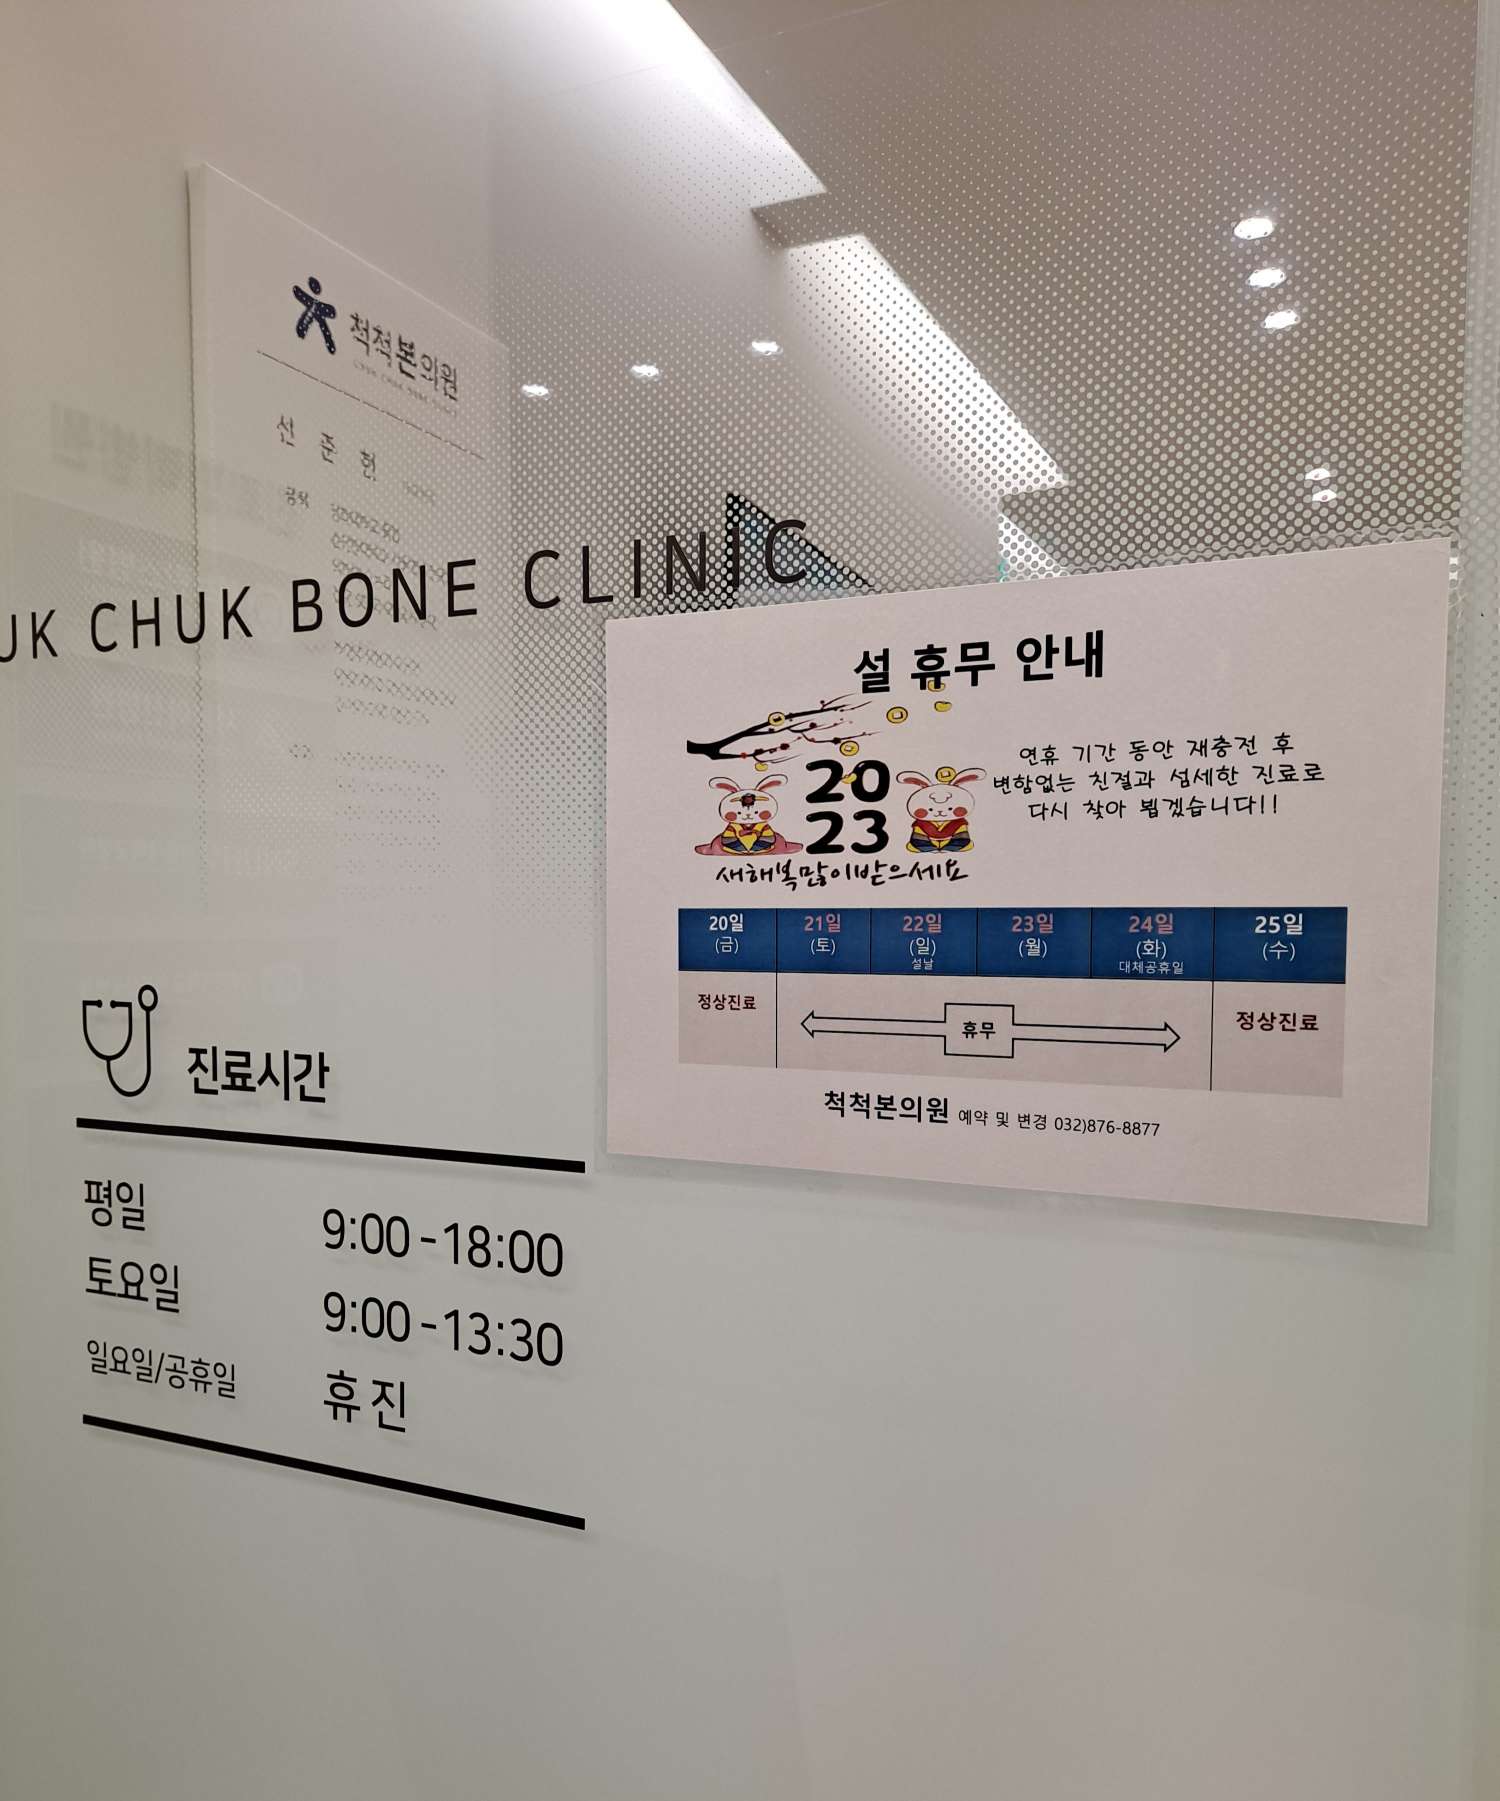 척척본의원
선 준 헌
UK CHUK BONE CLINIC
설 휴무 안내
2023
새해복많이받으세요
연휴 기간 동안 재충전 후
변함없는 친절과 섬세한 진료로
다시 찾아 뵙겠습니다!!
20일 21일 22일 23일 24일 25일
(금) (토) (일) (월) (화) (수)
설날 대체공휴일
정상진료 휴무 정상진료
척척본의원 예약 및 변경 032)876-8877
진료시간
평일 9:00-18:00
토요일 9:00-13:30
일요일/공휴일 휴진